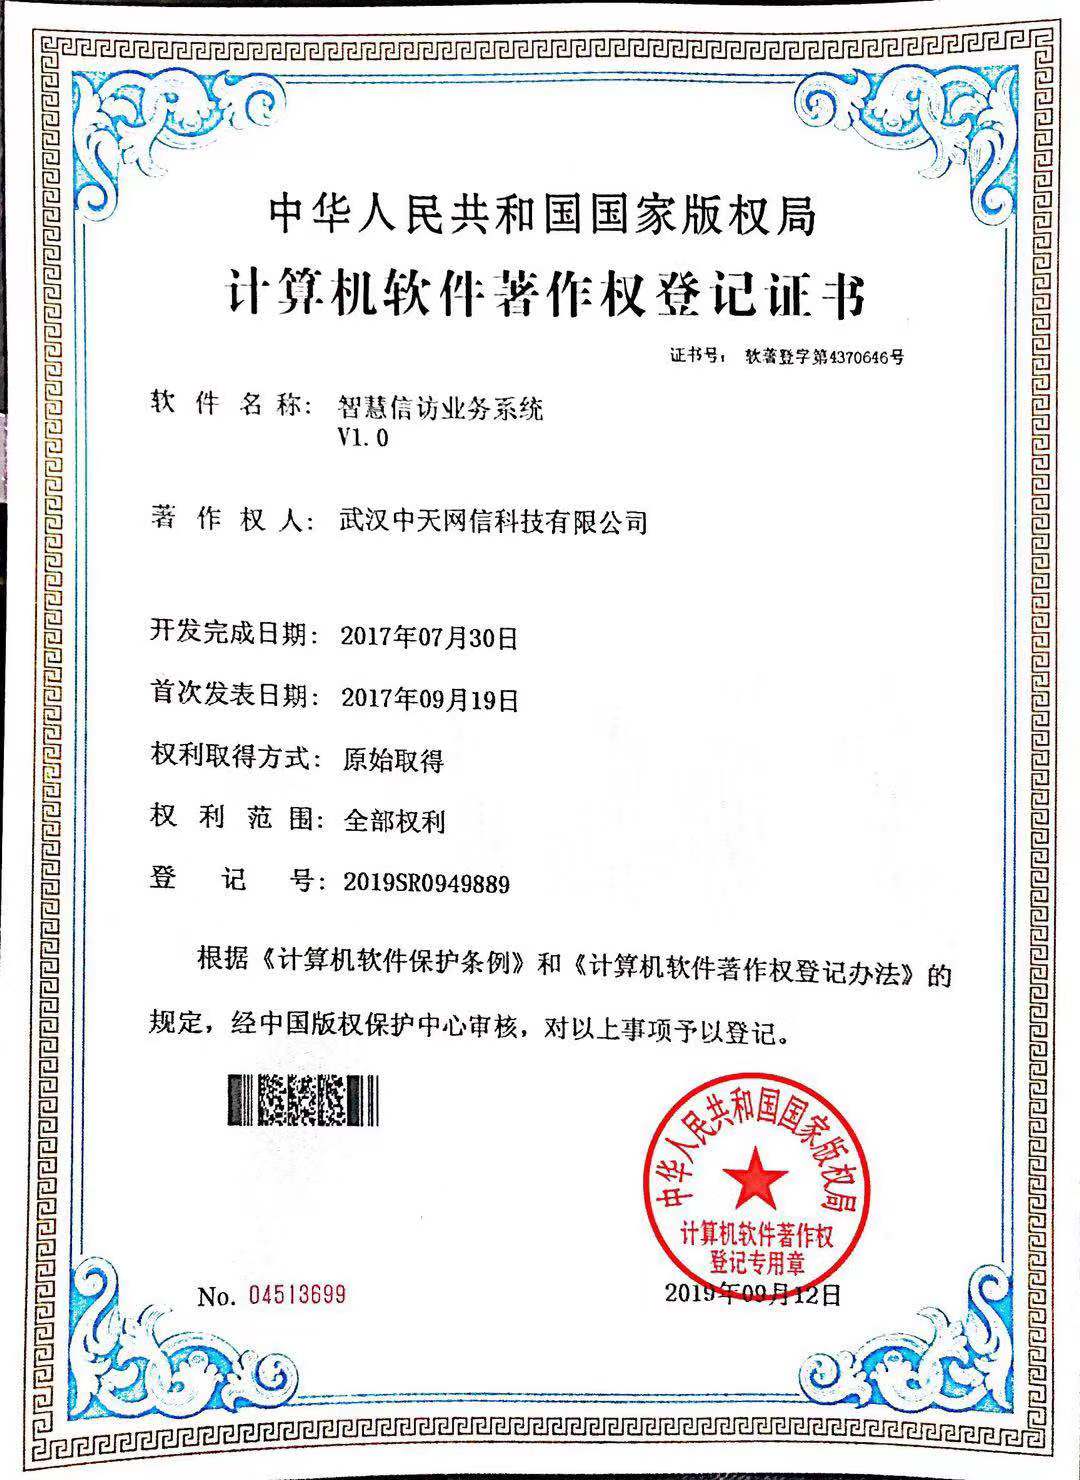 中华人民共和国国家版权局
计算机软件著作权登记证书
证书号： 软著登字第4370646号
软件名称： 智慧信访业务系统
V1.0
著作权人： 武汉中天网信科技有限公司
开发完成日期： 2017年07月30日
首次发表日期： 2017年09月19日
权利取得方式： 原始取得
权利范围： 全部权利
登记号： 2019SR0949889
根据《计算机软件保护条例》和《计算机软件著作权登记办法》的
规定，经中国版权保护中心审核，对以上事项予以登记。
中华人民共和国国家版权局
计算机软件著作权
登记专用章
No. 04513699
2019年09月12日